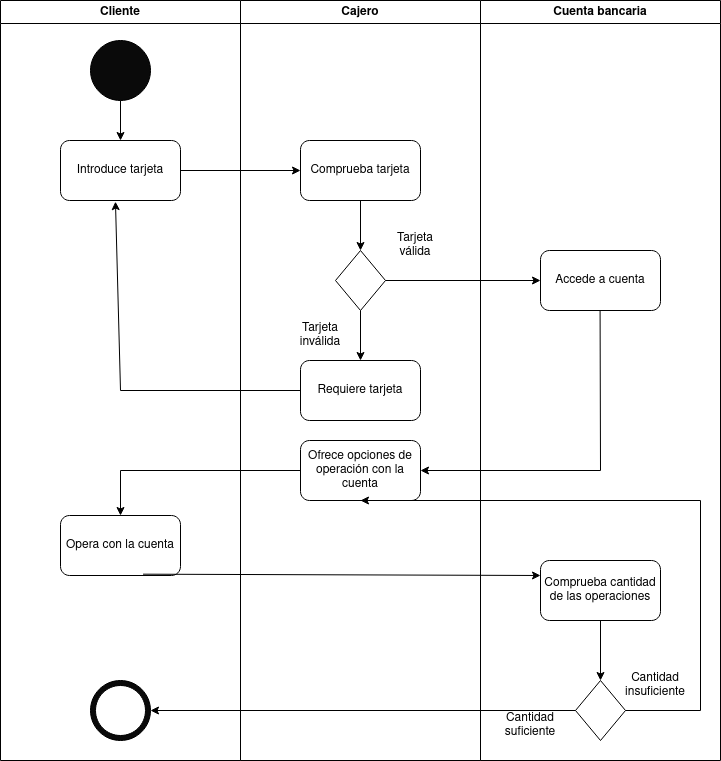 Cliente
Cajero
Cuenta bancaria
Introduce tarjeta
Comprueba tarjeta
Tarjeta
válida
Accede a cuenta
Tarjeta
inválida
Requiere tarjeta
Ofrece opciones de
operación con la
cuenta
Opera con la cuenta
Comprueba cantidad
de las operaciones
Cantidad
insuficiente
Cantidad
suficiente